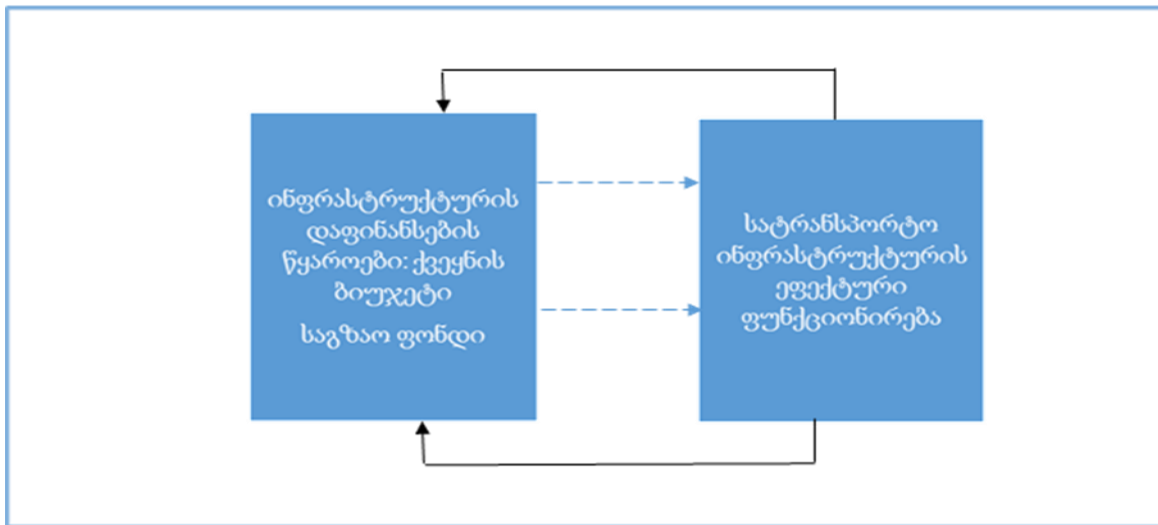 ინფრასტრუქტურის
დაფინანსების
წყაროები: ქვეყნის
ბიუჯეტი
საგზაო ფონდი
სატრანსპორტო
ინფრასტრუქტურის
ეფექტური
ფუნქციონირება